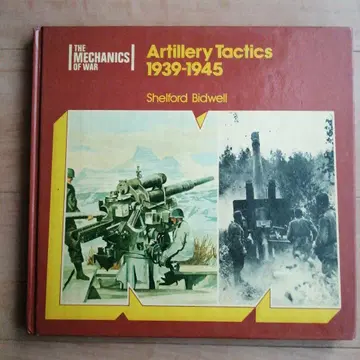 THE
MECHANICS
OF WAR
Artillery Tactics
1939-1945
Shelford Bidwell